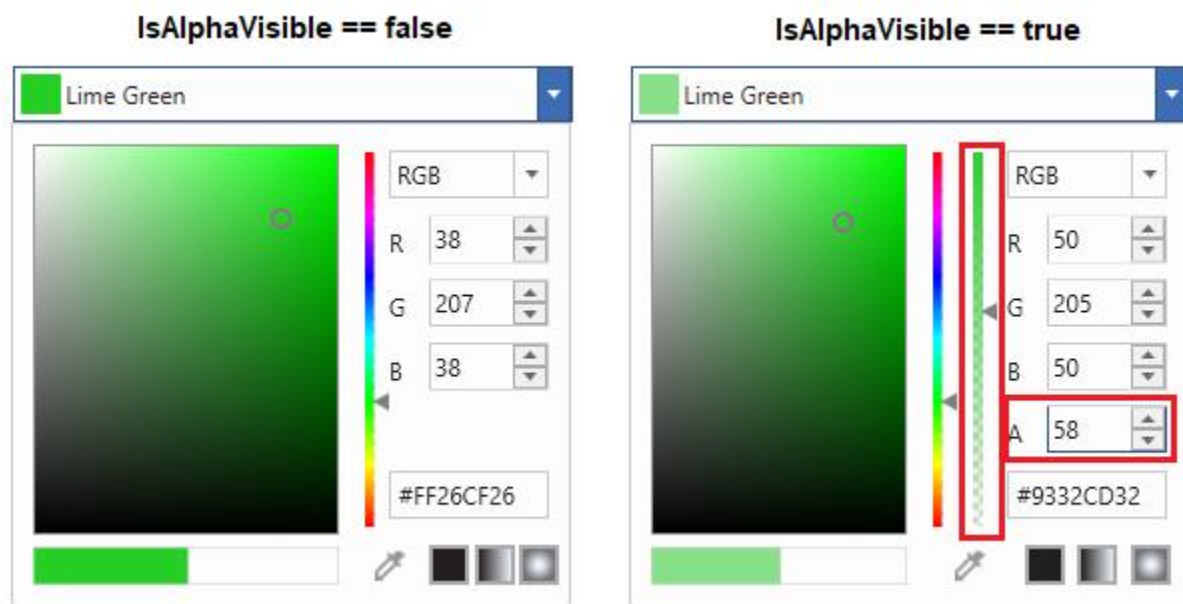 IsAlphaVisible == false
Lime Green
RGB
R 38
G 207
B 38
#FF26CF26
IsAlphaVisible == true
Lime Green
RGB
R 50
G 205
B 50
A 58
#9332CD32